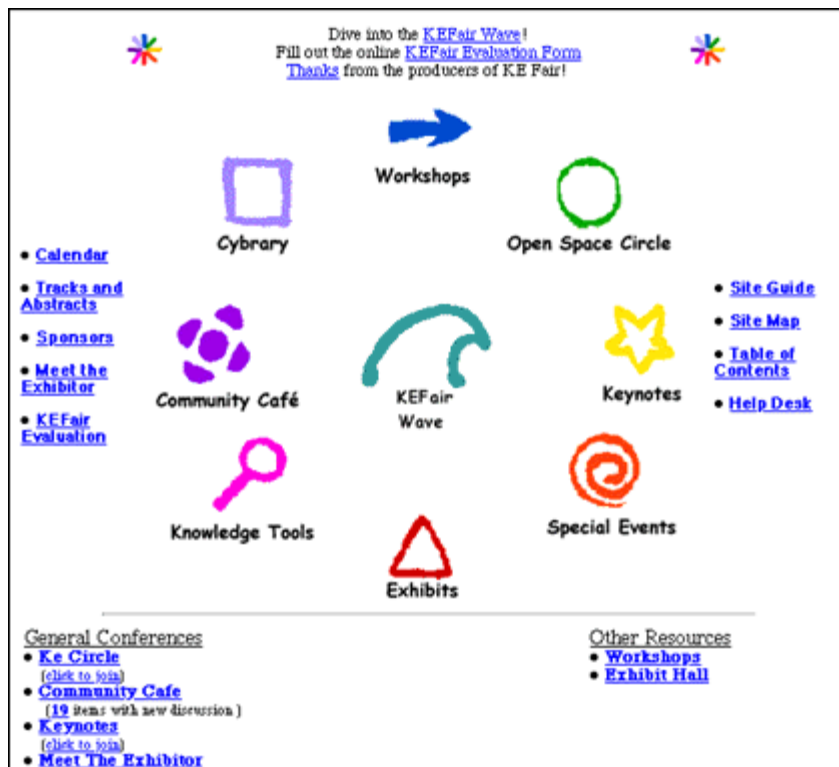 Dive into the KEFair Wave!
Fill out the online KEFair Evaluation Form
Thanks from the producers of KE Fair!
Workshops
Cybrary
Open Space Circle
• Calendar
• Tracks and
Abstracts
• Sponsors
• Meet the
Exhibitor
• KEFair
Evaluation
Community Café
KEFair
Wave
Keynotes
• Site Guide
• Site Map
• Table of
Contents
• Help Desk
Knowledge Tools
Special Events
Exhibits
General Conferences
• Ke Circle
(click to join)
• Community Cafe
(19 items with new discussion )
• Keynotes
(click to join)
• Meet The Exhibitor
Other Resources
• Workshops
• Exhibit Hall